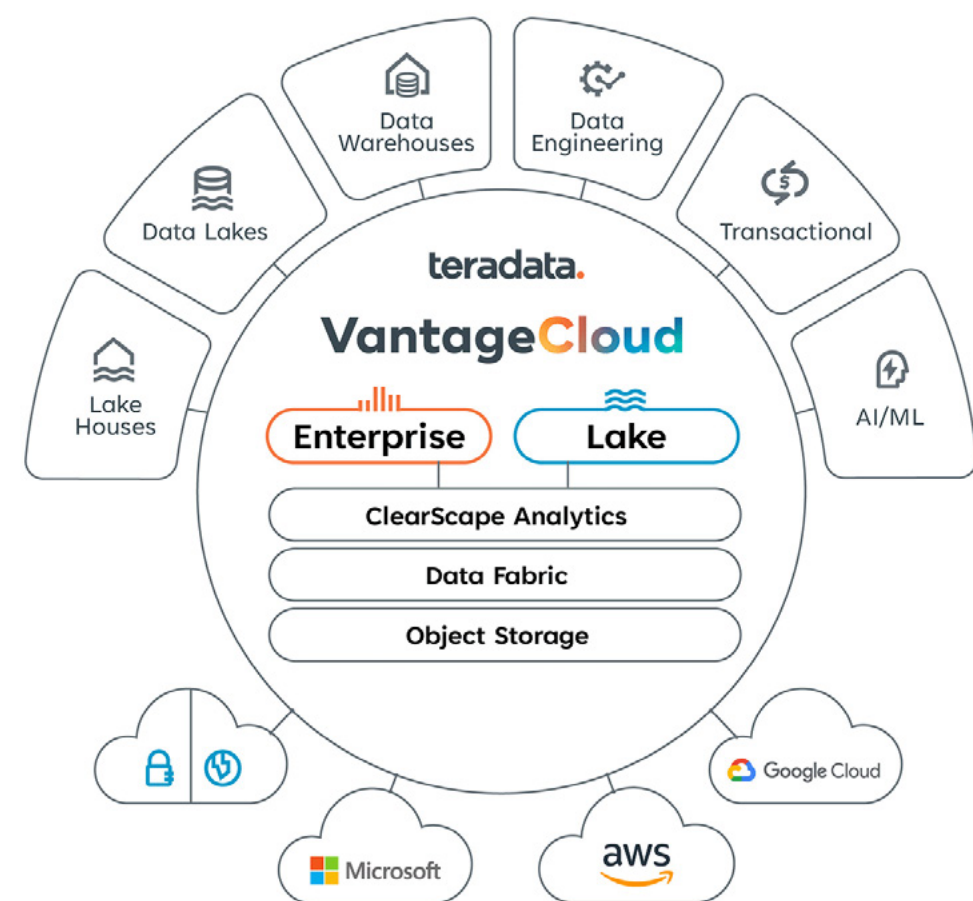 Data
Warehouses
Data
Engineering
Data Lakes
Transactional
Lake
Houses
AI/ML
teradata.
VantageCloud
Enterprise
Lake
ClearScape Analytics
Data Fabric
Object Storage
Google Cloud
Microsoft
aws